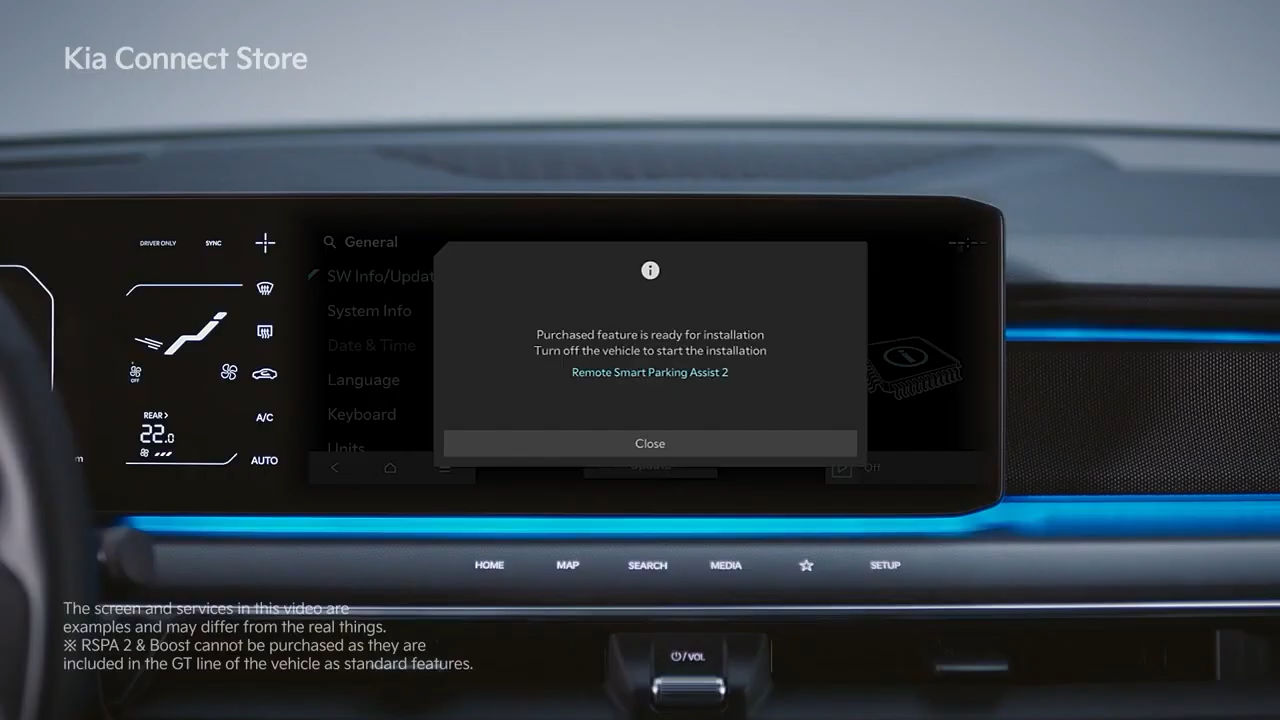 Kia Connect Store
DRIVER ONLY
SYNC
OFF
REAR >
22.0
A/C
AUTO
General
SW Info/Updat
System Info
Date & Time
Language
Keyboard
Units
Purchased feature is ready for installation
Turn off the vehicle to start the installation
Remote Smart Parking Assist 2
Close
Off
HOME
MAP
SEARCH
MEDIA
SETUP
The screen and services in this video are
examples and may differ from the real things.
※ RSPA 2 & Boost cannot be purchased as they are
included in the GT line of the vehicle as standard features.
/ VOL